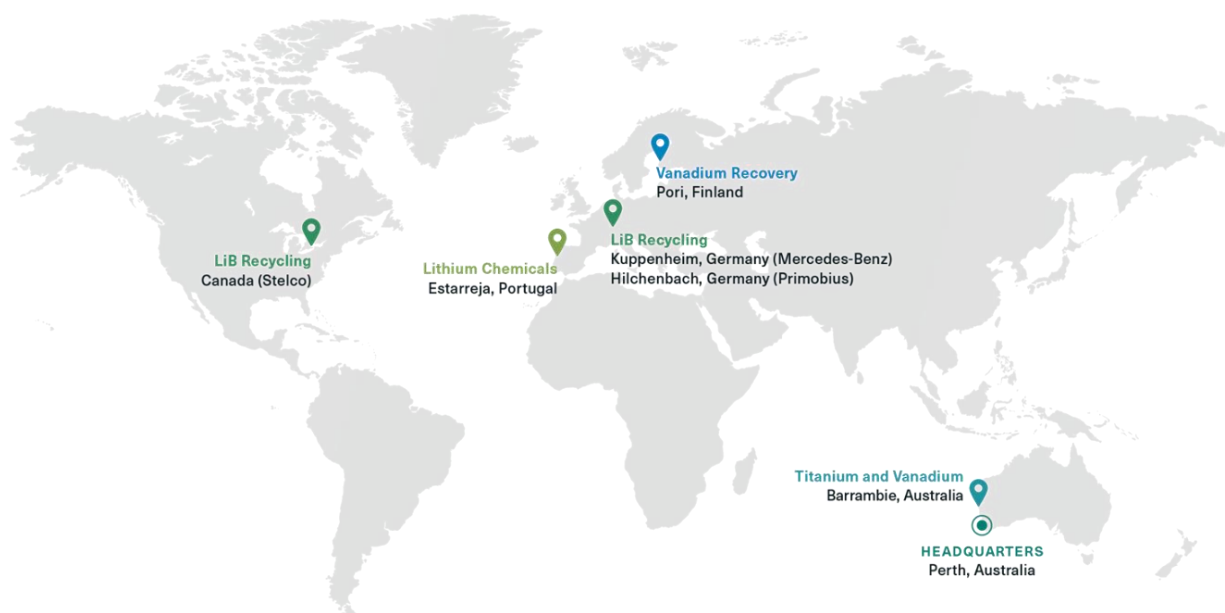 Vanadium Recovery
Pori, Finland
LiB Recycling
Kuppenheim, Germany (Mercedes-Benz)
Hilchenbach, Germany (Primobius)
LiB Recycling
Canada (Stelco)
Lithium Chemicals
Estarreja, Portugal
Titanium and Vanadium
Barrambie, Australia
HEADQUARTERS
Perth, Australia